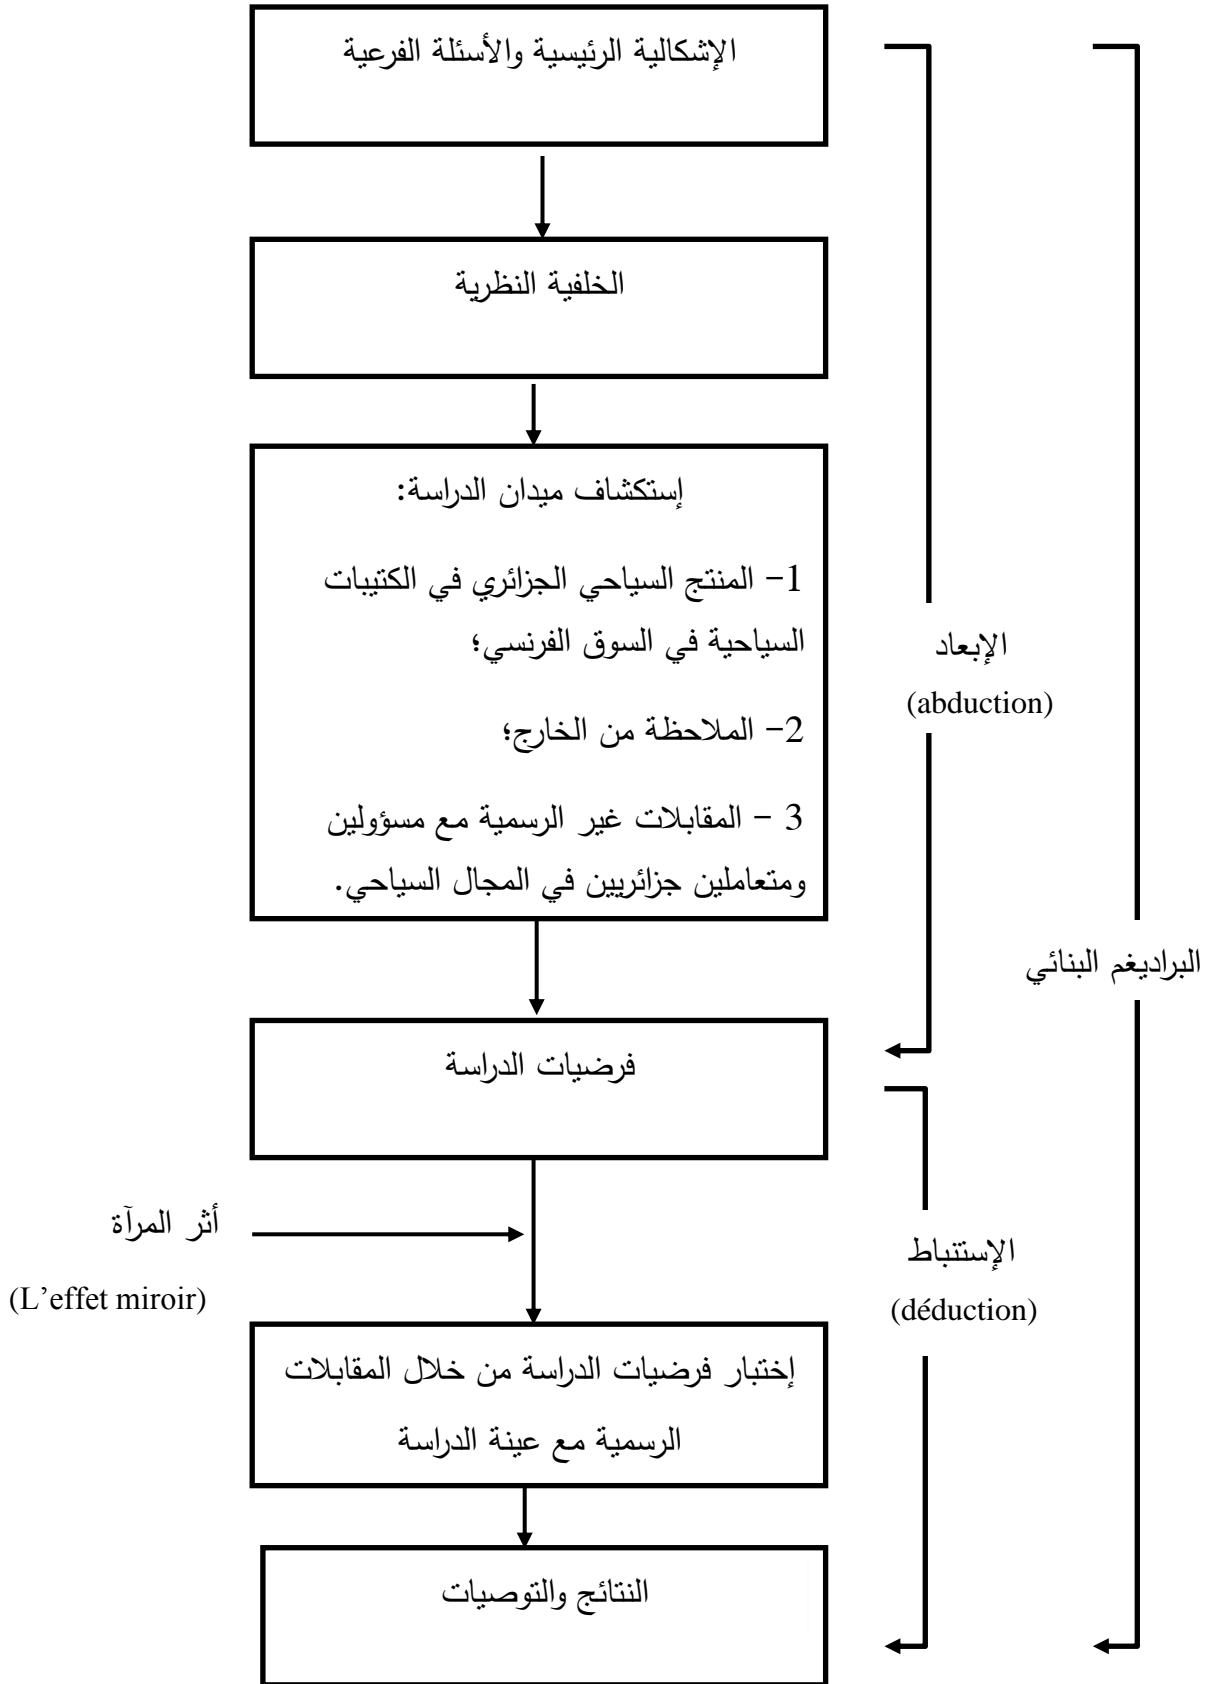 الإشكالية الرئيسية والأسئلة الفرعية
الخلفية النظرية
إستكشاف ميدان الدراسة:
1- المنتج السياحي الجزائري في الكتيبات
السياحية في السوق الفرنسي؛
2- الملاحظة من الخارج؛
3 - المقابلات غير الرسمية مع مسؤولين
ومتعاملين جزائريين في المجال السياحي.
الإبعاد
(abduction)
البراديغم البنائي
فرضيات الدراسة
أثر المرآة
(L’effet miroir)
الإستنباط
(déduction)
إختبار فرضيات الدراسة من خلال المقابلات
الرسمية مع عينة الدراسة
النتائج والتوصيات